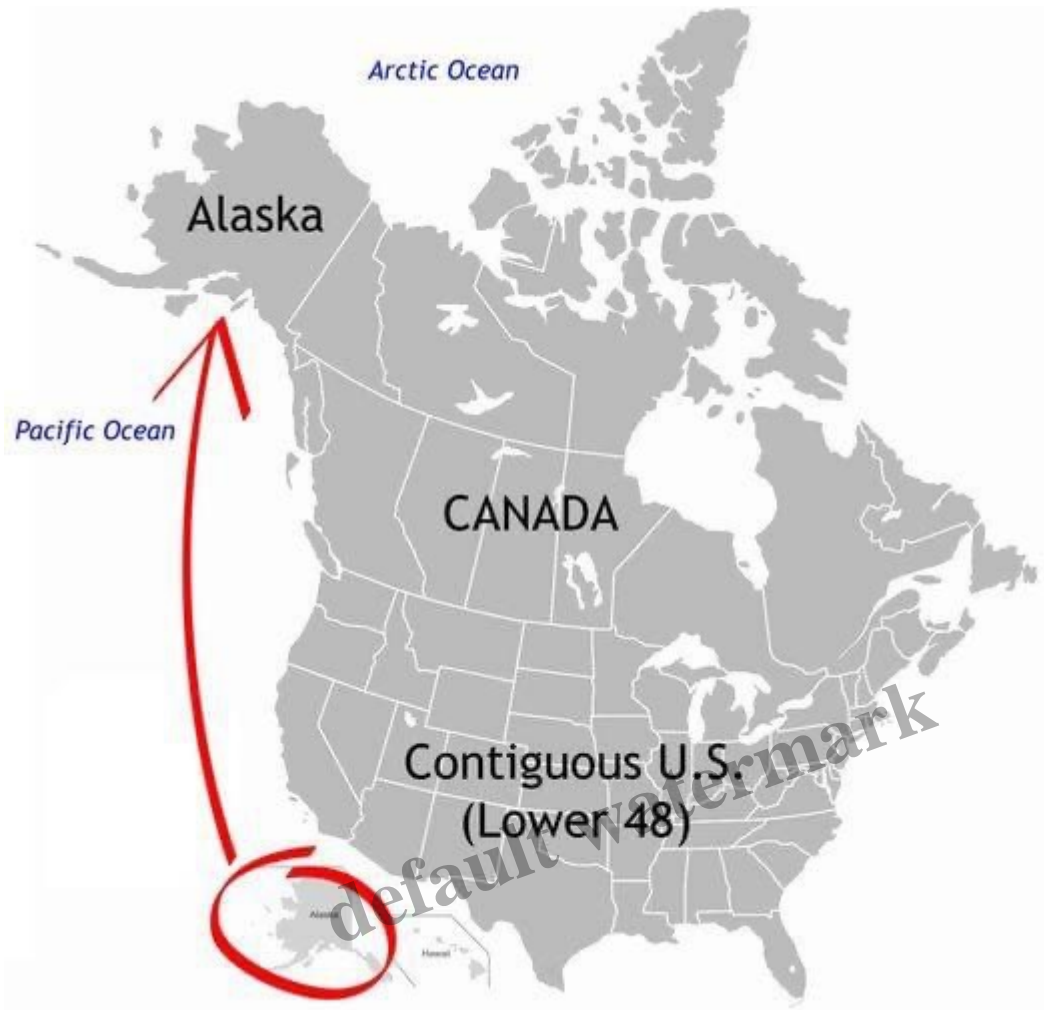 Arctic Ocean
Alaska
Pacific Ocean
CANADA
Contiguous U.S.
(Lower 48)
default watermark
Alaska
Hawaii